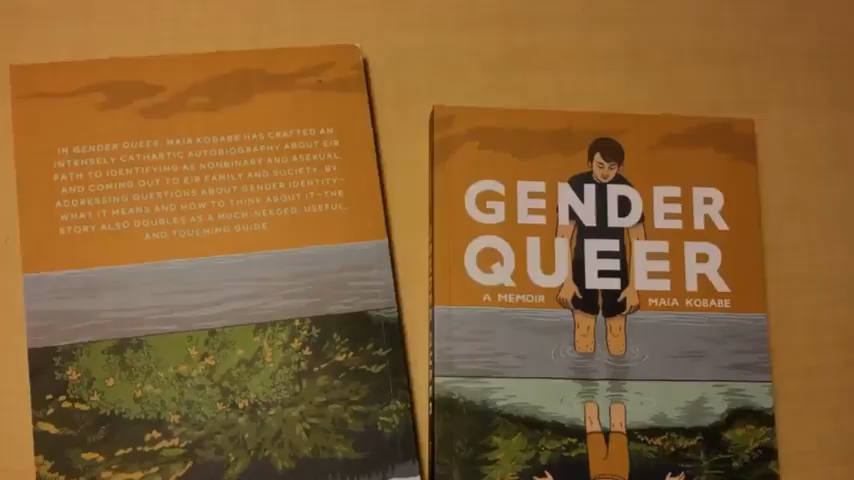 IN GENDER QUEER, MAIA KOBABE HAS CRAFTED AN
INTENSELY CATHARTIC AUTOBIOGRAPHY ABOUT EIR
PATH TO IDENTIFYING AS NONBINARY AND ASEXUAL,
AND COMING OUT TO EIR FAMILY AND SOCIETY. BY
ADDRESSING QUESTIONS ABOUT GENDER IDENTITY–
WHAT IT MEANS AND HOW TO THINK ABOUT IT–THE
STORY ALSO DOUBLES AS A MUCH-NEEDED, USEFUL,
AND TOUCHING GUIDE
GENDER
QUEER
A MEMOIR
MAIA KOBABE